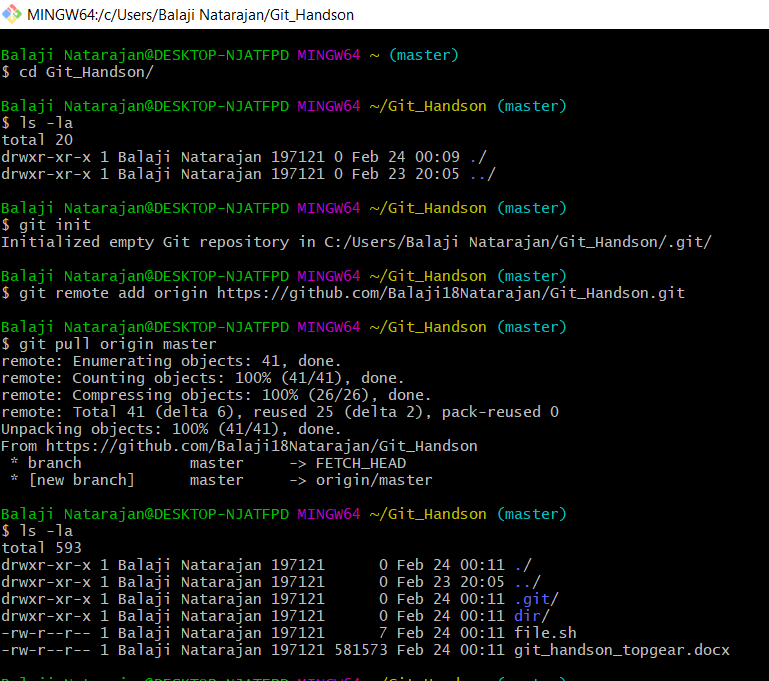 MINGW64:/c/Users/Balaji Natarajan/Git_Handson
Balaji Natarajan@DESKTOP-NJATFPD MINGW64 ~ (master)
$ cd Git_Handson/
Balaji Natarajan@DESKTOP-NJATFPD MINGW64 ~/Git_Handson (master)
$ ls -la
total 20
drwxr-xr-x 1 Balaji Natarajan 197121 0 Feb 24 00:09 ./
drwxr-xr-x 1 Balaji Natarajan 197121 0 Feb 23 20:05 ../
Balaji Natarajan@DESKTOP-NJATFPD MINGW64 ~/Git_Handson (master)
$ git init
Initialized empty Git repository in C:/Users/Balaji Natarajan/Git_Handson/.git/
Balaji Natarajan@DESKTOP-NJATFPD MINGW64 ~/Git_Handson (master)
$ git remote add origin https://github.com/Balaji18Natarajan/Git_Handson.git
Balaji Natarajan@DESKTOP-NJATFPD MINGW64 ~/Git_Handson (master)
$ git pull origin master
remote: Enumerating objects: 41, done.
remote: Counting objects: 100% (41/41), done.
remote: Compressing objects: 100% (26/26), done.
remote: Total 41 (delta 6), reused 25 (delta 2), pack-reused 0
Unpacking objects: 100% (41/41), done.
From https://github.com/Balaji18Natarajan/Git_Handson
 * branch            master     -> FETCH_HEAD
 * [new branch]      master     -> origin/master
Balaji Natarajan@DESKTOP-NJATFPD MINGW64 ~/Git_Handson (master)
$ ls -la
total 593
drwxr-xr-x 1 Balaji Natarajan 197121      0 Feb 24 00:11 ./
drwxr-xr-x 1 Balaji Natarajan 197121      0 Feb 23 20:05 ../
drwxr-xr-x 1 Balaji Natarajan 197121      0 Feb 24 00:11 .git/
drwxr-xr-x 1 Balaji Natarajan 197121      0 Feb 24 00:11 dir/
-rw-r--r-- 1 Balaji Natarajan 197121      7 Feb 24 00:11 file.sh
-rw-r--r-- 1 Balaji Natarajan 197121 581573 Feb 24 00:11 git_handson_topgear.docx